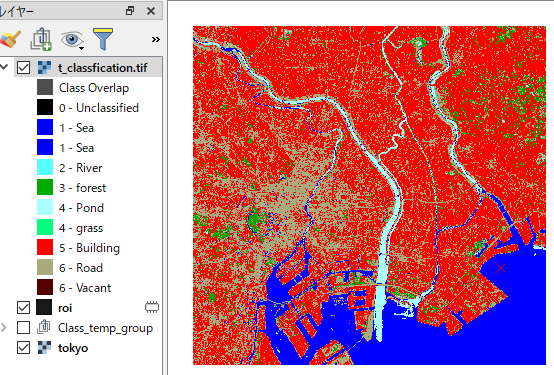 レイヤー
»
t_classfication.tif
Class Overlap
0 - Unclassified
1 - Sea
1 - Sea
2 - River
3 - forest
4 - Pond
4 - grass
5 - Building
6 - Road
6 - Vacant
roi
Class_temp_group
tokyo